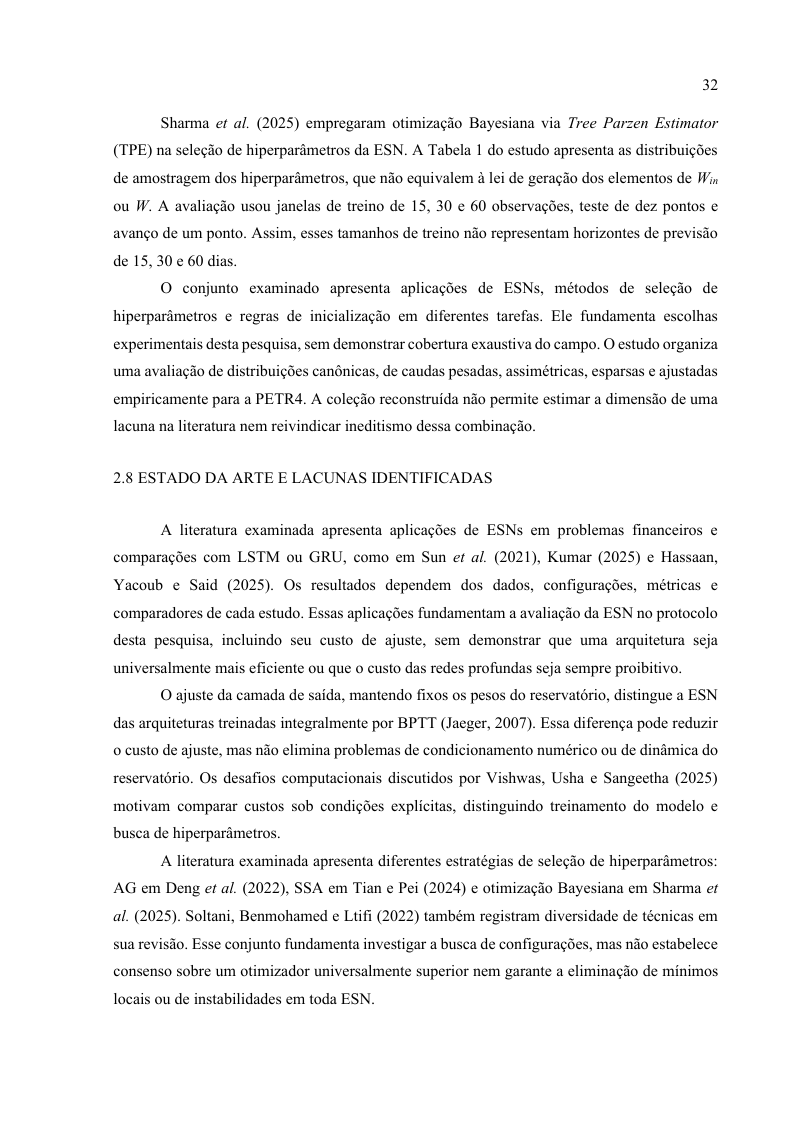 32
Sharma et al. (2025) empregaram otimização Bayesiana via Tree Parzen Estimator
(TPE) na seleção de hiperparâmetros da ESN. A Tabela 1 do estudo apresenta as distribuições
de amostragem dos hiperparâmetros, que não equivalem à lei de geração dos elementos de Win
ou W. A avaliação usou janelas de treino de 15, 30 e 60 observações, teste de dez pontos e
avanço de um ponto. Assim, esses tamanhos de treino não representam horizontes de previsão
de 15, 30 e 60 dias.
O conjunto examinado apresenta aplicações de ESNs, métodos de seleção de
hiperparâmetros e regras de inicialização em diferentes tarefas. Ele fundamenta escolhas
experimentais desta pesquisa, sem demonstrar cobertura exaustiva do campo. O estudo organiza
uma avaliação de distribuições canônicas, de caudas pesadas, assimétricas, esparsas e ajustadas
empiricamente para a PETR4. A coleção reconstruída não permite estimar a dimensão de uma
lacuna na literatura nem reivindicar ineditismo dessa combinação.
2.8 ESTADO DA ARTE E LACUNAS IDENTIFICADAS
A literatura examinada apresenta aplicações de ESNs em problemas financeiros e
comparações com LSTM ou GRU, como em Sun et al. (2021), Kumar (2025) e Hassaan,
Yacoub e Said (2025). Os resultados dependem dos dados, configurações, métricas e
comparadores de cada estudo. Essas aplicações fundamentam a avaliação da ESN no protocolo
desta pesquisa, incluindo seu custo de ajuste, sem demonstrar que uma arquitetura seja
universalmente mais eficiente ou que o custo das redes profundas seja sempre proibitivo.
O ajuste da camada de saída, mantendo fixos os pesos do reservatório, distingue a ESN
das arquiteturas treinadas integralmente por BPTT (Jaeger, 2007). Essa diferença pode reduzir
o custo de ajuste, mas não elimina problemas de condicionamento numérico ou de dinâmica do
reservatório. Os desafios computacionais discutidos por Vishwas, Usha e Sangeetha (2025)
motivam comparar custos sob condições explícitas, distinguindo treinamento do modelo e
busca de hiperparâmetros.
A literatura examinada apresenta diferentes estratégias de seleção de hiperparâmetros:
AG em Deng et al. (2022), SSA em Tian e Pei (2024) e otimização Bayesiana em Sharma et
al. (2025). Soltani, Benmohamed e Ltifi (2022) também registram diversidade de técnicas em
sua revisão. Esse conjunto fundamenta investigar a busca de configurações, mas não estabelece
consenso sobre um otimizador universalmente superior nem garante a eliminação de mínimos
locais ou de instabilidades em toda ESN.